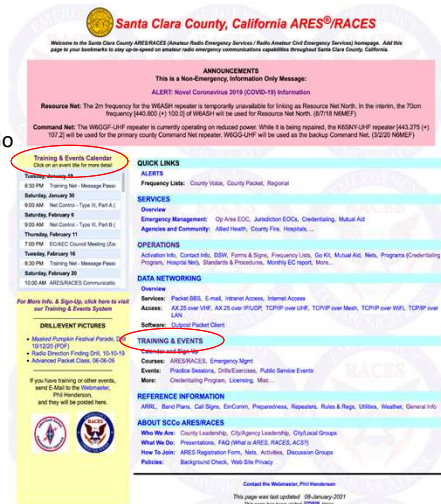 Santa Clara County, California ARES®/RACES
Welcome to the Santa Clara County ARES/RACES (Amateur Radio Emergency Services / Radio Amateur Civil Emergency Services) homepage. Add this
page to your bookmarks to stay up-to-speed on amateur radio emergency communications capabilities throughout Santa Clara County, California.
ANNOUNCEMENTS
This is a Non-Emergency, Information Only Message:
ALERT: Novel Coronavirus 2019 (COVID-19) Information
Resource Net: The 2m frequency for the W6ASH repeater is temporarily unavailable for linking as Resource Net North. In the interim, the 70cm
frequency [440.800 (+) 100.0] of W6ASH will be used for Resource Net North. (8/7/18 N6MEF)
Command Net: The W6GGF-UHF repeater is currently operating on reduced power. While it is being repaired, the K6SNY-UHF repeater [443.275 (+)
107.2] will be used for the primary county Command Net repeater. W6GGF-UHF will be used as the backup Command Net. (3/2/20 N6MEF)
io
Training & Events Calendar
Click on an event title for more detail
Tuesday, January
8:30 PM Training Net - Message Passi
Saturday, January 30
9:00 AM Net Control - Type III, Part A (
Saturday, February 6
9:00 AM Net Control - Type III, Part B (
Thursday, February 11
7:00 PM EC/AEC Council Meeting (Zoo
Tuesday, February 16
8:30 PM Training Net - Message Passi
Saturday, February 20
10:00 AM ARES/RACES Communicatio
For More Info. & Sign-Up, click here to visit
our Training & Events System
DRILL/EVENT PICTURES
• Masked Pumpkin Festival Parade, Drill
10/12/20 (PDF)
• Radio Direction Finding Drill, 10-10-19
• Advanced Packet Class, 06-06-09
If you have training or other events,
send E-Mail to the Webmaster,
Phil Henderson,
and they will be posted here.
QUICK LINKS
ALERTS
Frequency Lists: County Voice, County Packet, Regional
SERVICES
Overview
Emergency Management: Op Area EOC, Jurisdiction EOCs, Credentialing, Mutual Aid
Agencies and Community: Allied Health, County Fire, Hospitals, ...
OPERATIONS
Activation Info, Contact Info, DSW, Forms & Signs, Frequency Lists, Go Kit, Mutual Aid, Nets, Programs (Credentialing
Program, Hospital Net), Standards & Procedures, Monthly EC report, More...
DATA NETWORKING
Overview
Services: Packet BBS, E-mail, Intranet Access, Internet Access
Access: AX.25 over VHF, AX.25 over IP/UDP, TCP/IP over UHF, TCP/IP over Mesh, TCP/IP over WiFi, TCP/IP over
LAN
Software: Outpost Packet Client
TRAINING & EVENTS
Calendar and Sign-Up
Courses: ARES/RACES, Emergency Mgmt
Events: Practice Sessions, Drills/Exercises, Public Service Events
More: Credentialing Program, Licensing, Misc ...
REFERENCE INFORMATION
ARRL, Band Plans, Call Signs, EmComm, Preparedness, Repeaters, Rules & Regs, Utilities, Weather, General Info
ABOUT SCCo ARES/RACES
Who We Are: County Leadership, City/Agency Leadership, City/Local Groups
What We Do: Presentations, FAQ (What is ARES, RACES, ACS?)
How To Join: ARES Registration Form, Nets, Activities, Discussion Groups
Policies: Background Check, Web Site Privacy
Contact the Webmaster, Phil Henderson
This page was last updated 08-January-2021
This page has been visited times